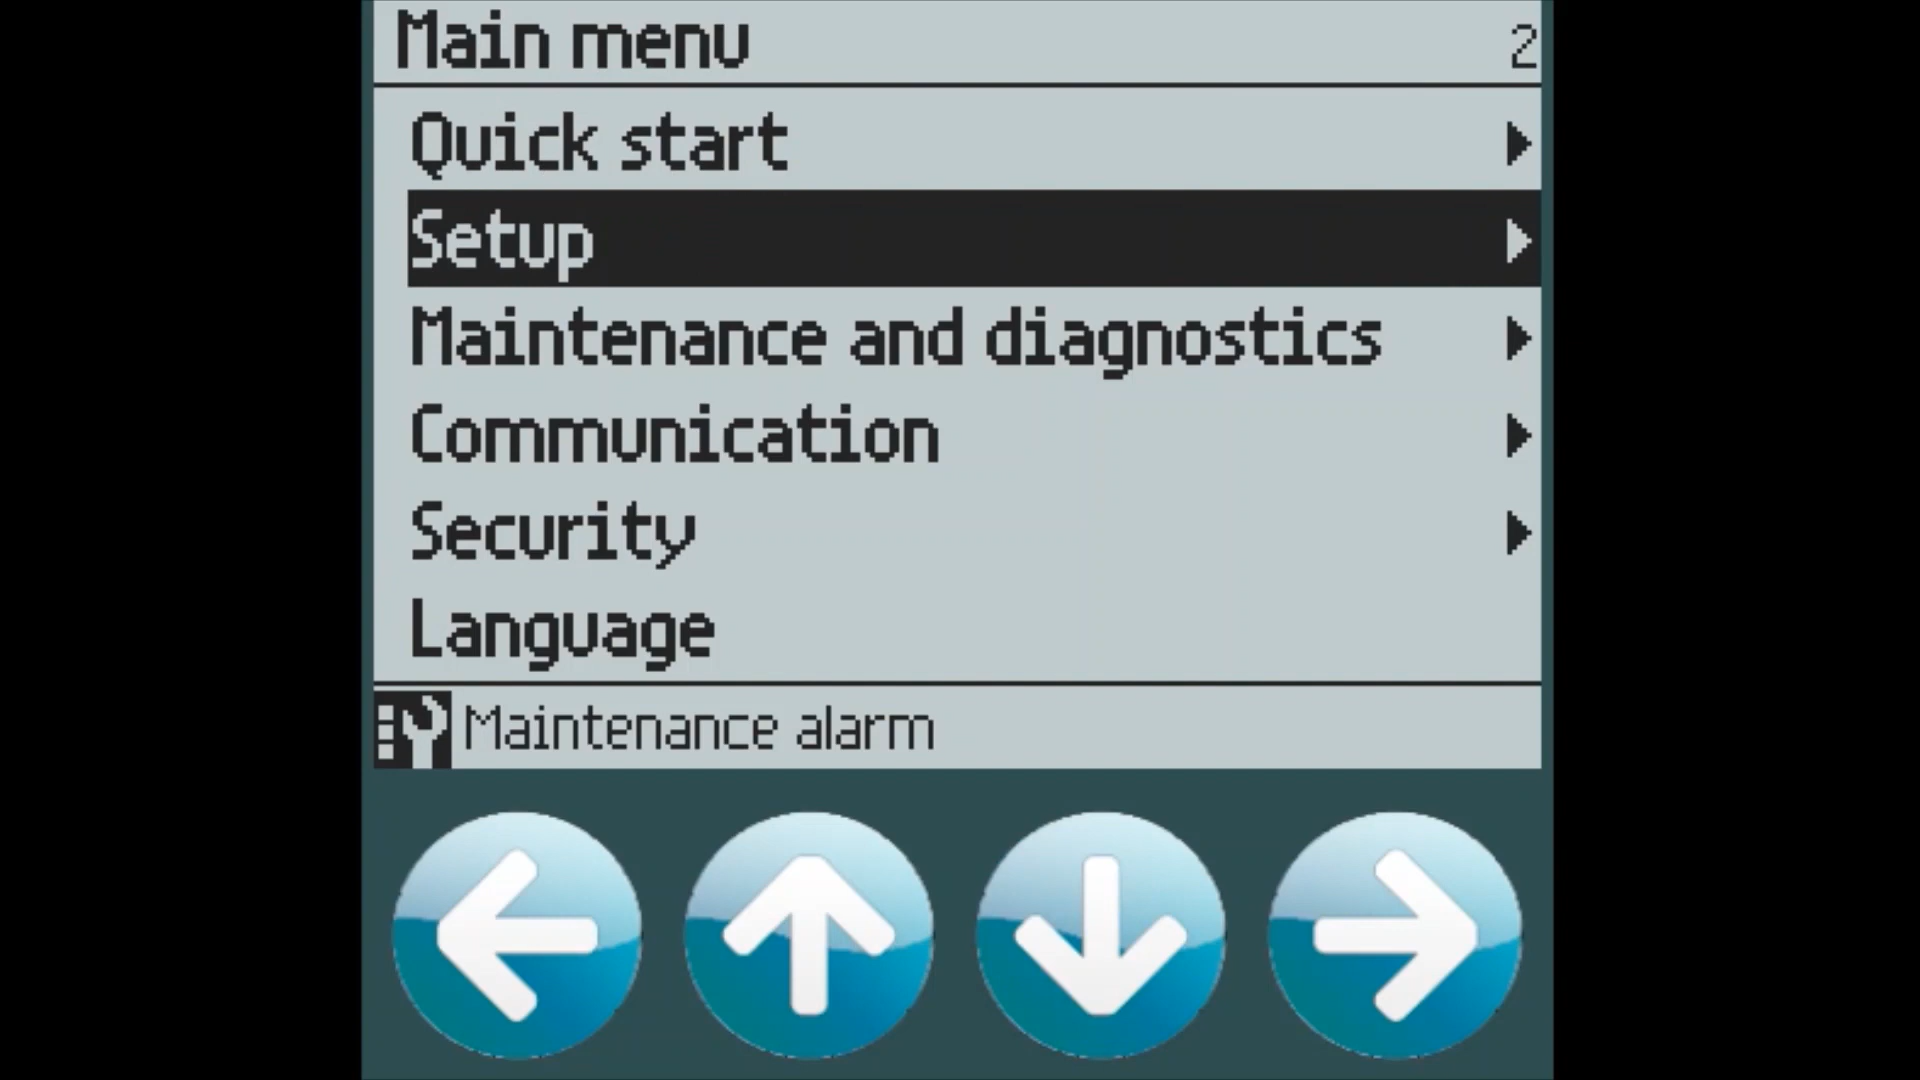 Main menu 2
Quick start
Setup
Maintenance and diagnostics
Communication
Security
Language
Maintenance alarm